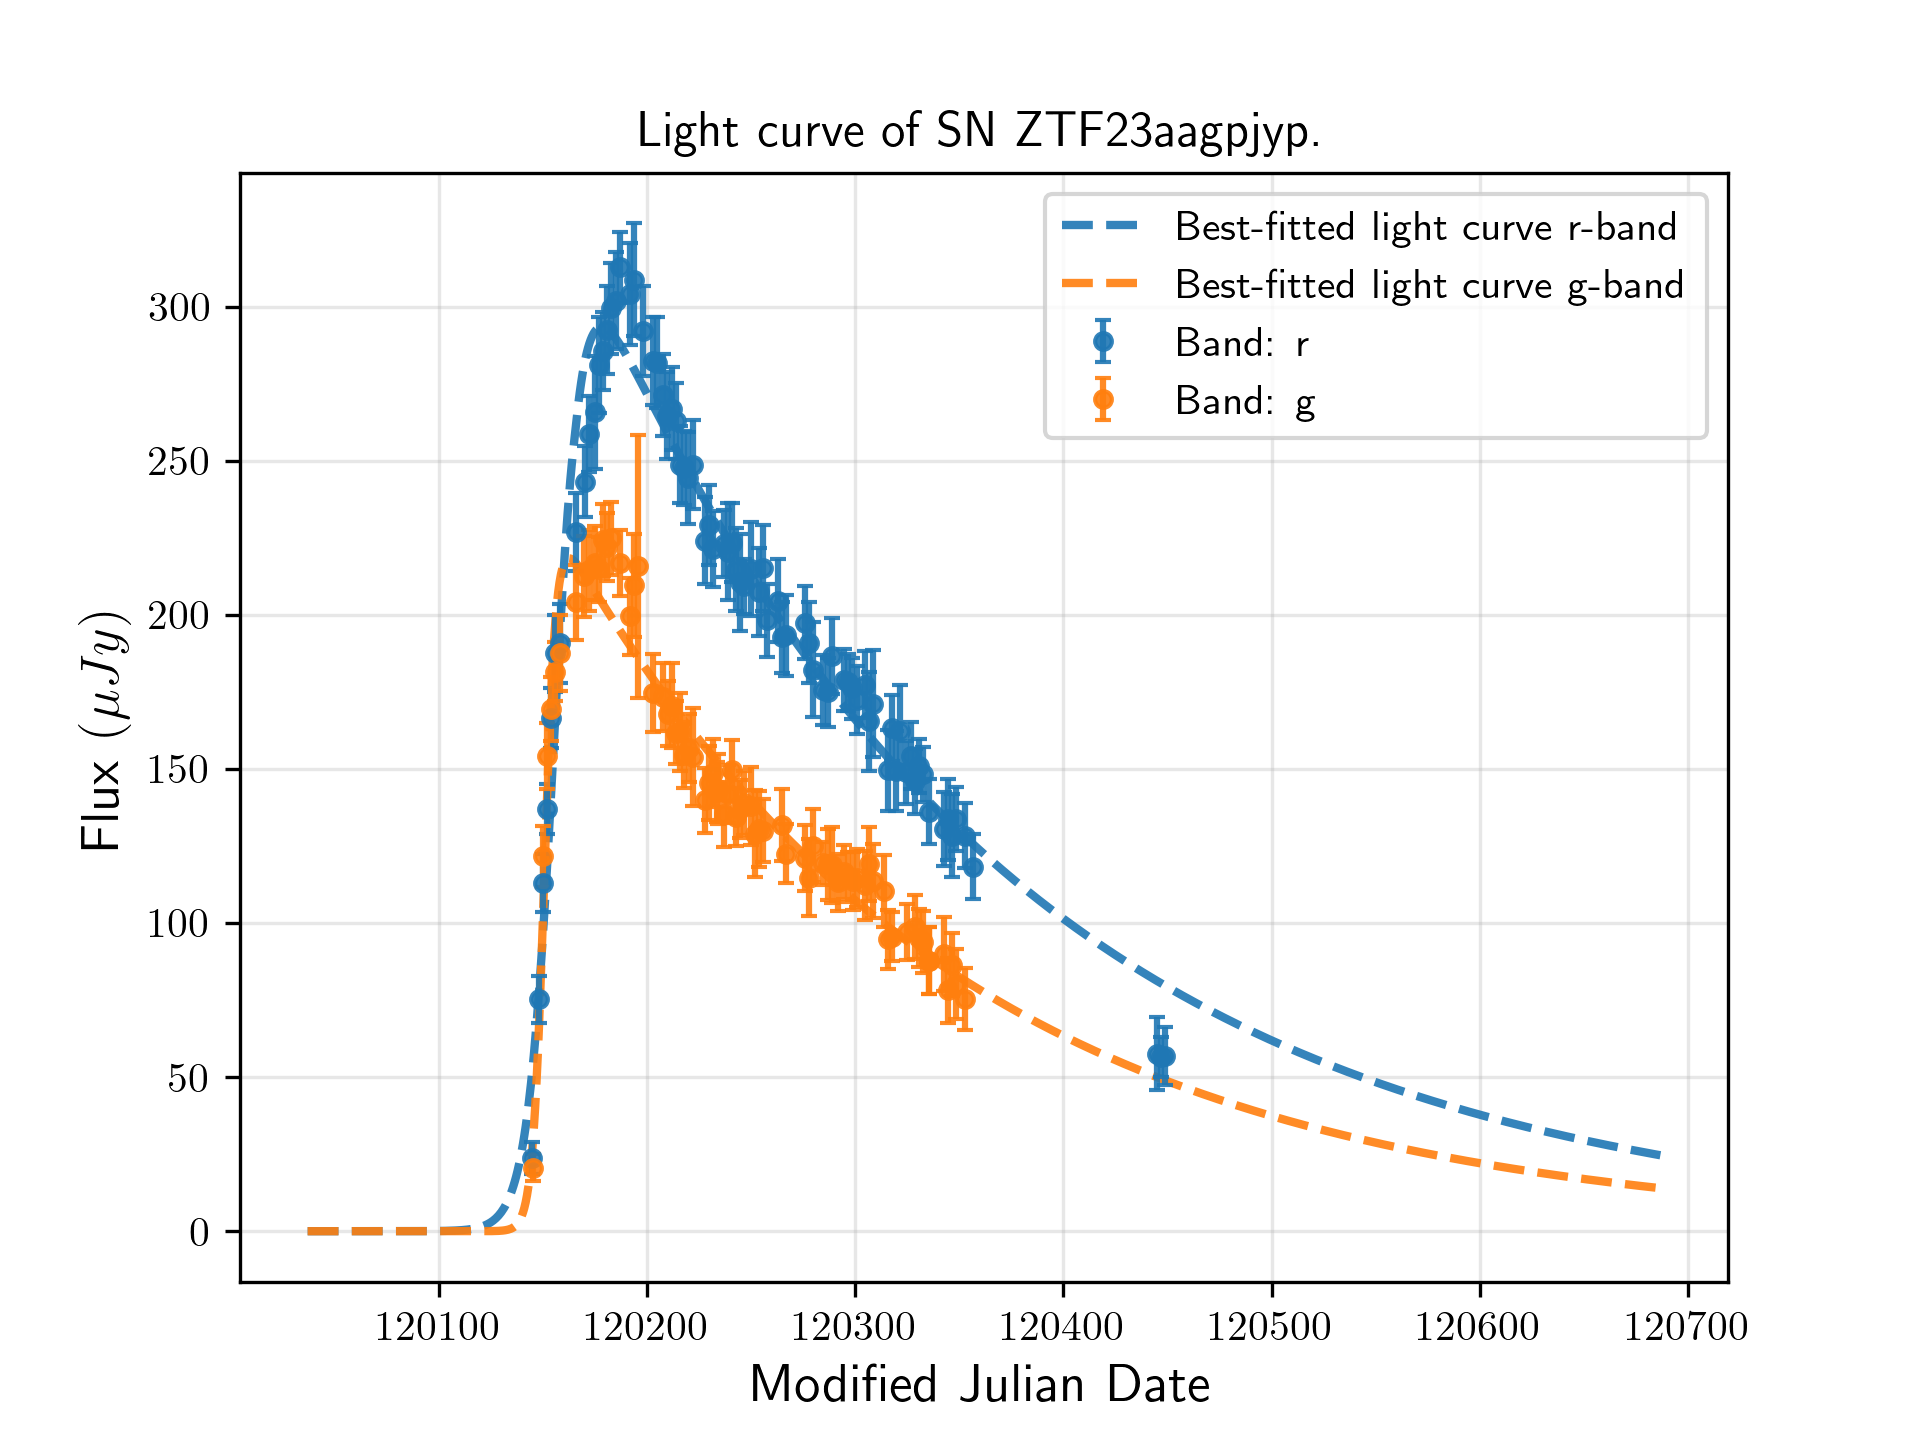 Light curve of SN ZTF23aagpjyp.
Best-fitted light curve r-band
Best-fitted light curve g-band
Band: r
Band: g
Flux (μJy)
300
250
200
150
100
50
0
120100 120200 120300 120400 120500 120600 120700
Modified Julian Date